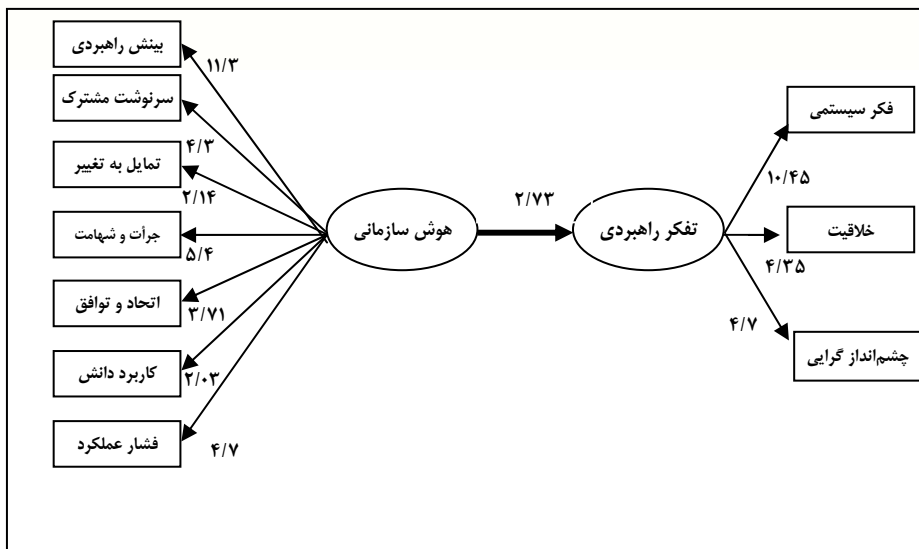 بینش راهبردی
۱۱/۳
سرنوشت مشترک
۴/۳
تمایل به تغییر
۲/۱۴
جرأت و شهامت
۵/۴
اتحاد و توافق
۳/۷۱
کاربرد دانش
۲/۰۳
فشار عملکرد
۴/۷
هوش سازمانی
۲/۷۳
تفکر راهبردی
فکر سیستمی
۱۰/۴۵
خلاقیت
۴/۳۵
چشم‌انداز گرایی
۴/۷